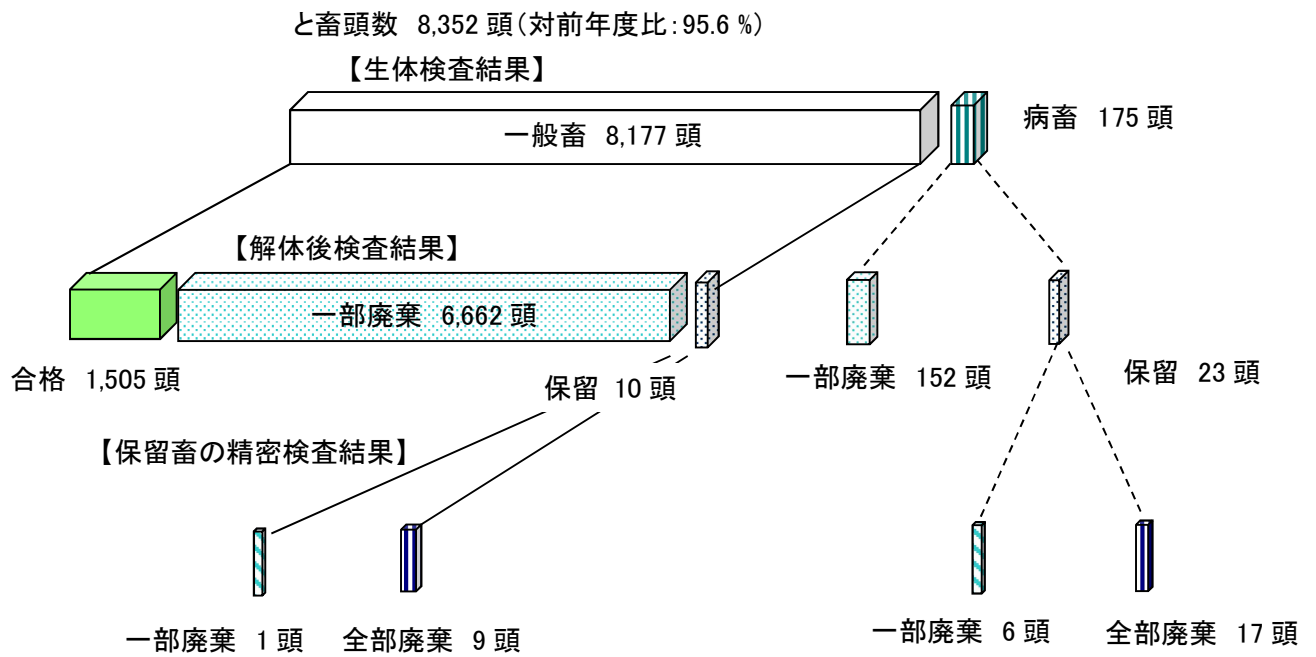 と畜頭数 8,352 頭(対前年度比:95.6 %)
【生体検査結果】
一般畜 8,177 頭
病畜 175 頭
【解体後検査結果】
一部廃棄 6,662 頭
合格 1,505 頭
保留 10 頭
一部廃棄 152 頭
保留 23 頭
【保留畜の精密検査結果】
一部廃棄 1 頭
全部廃棄 9 頭
一部廃棄 6 頭
全部廃棄 17 頭